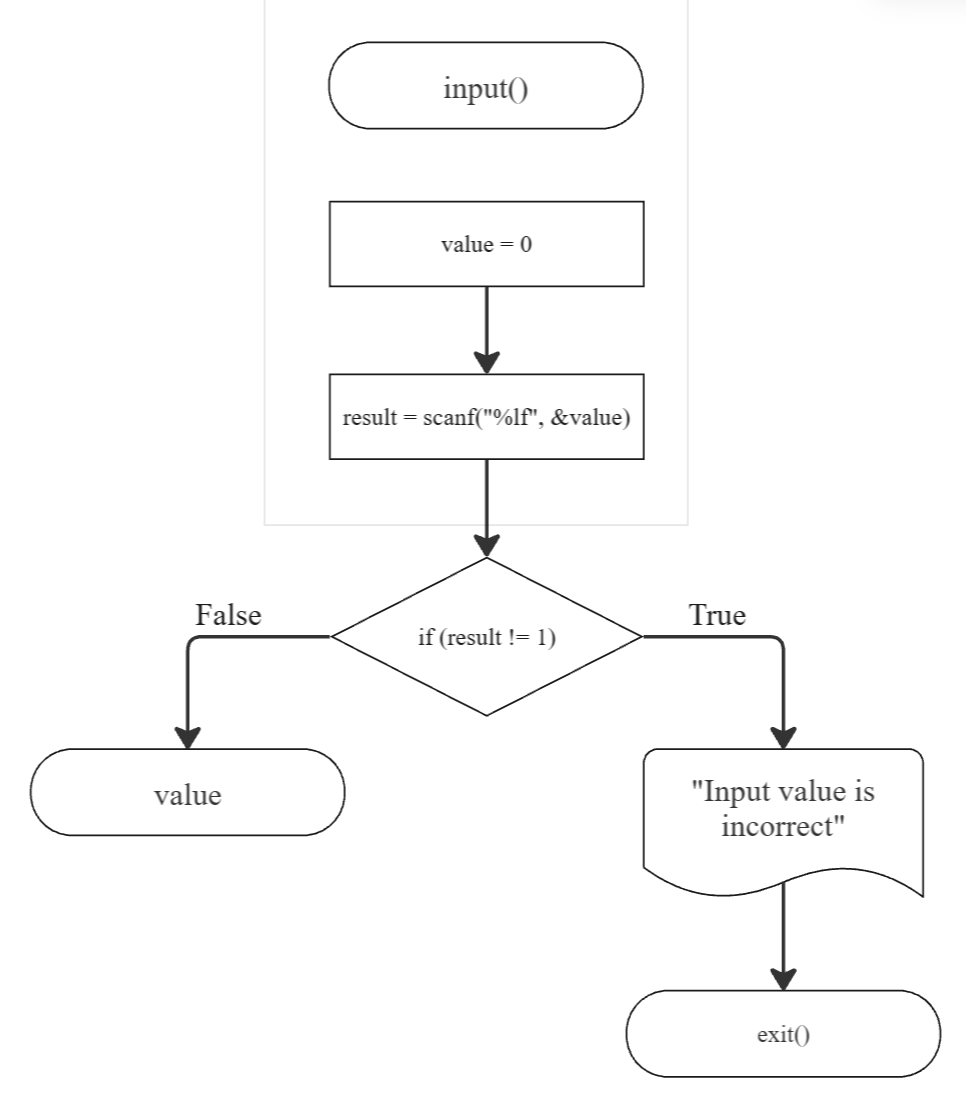 input()
value = 0
result = scanf("%lf", &value)
if (result != 1)
False
True
value
"Input value is
incorrect"
exit()